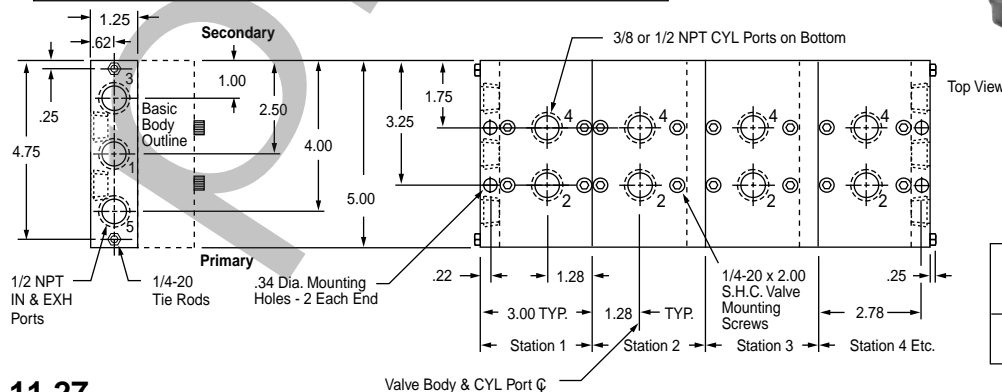 1.25
.62
Secondary
3/8 or 1/2 NPT CYL Ports on Bottom
3
1.00
.25
Basic
Body
Outline
2.50
1.75
Top View
4.75
4.00
3.25
4
4
4
4
1
5.00
2
2
2
2
5
Primary
1/2 NPT
IN & EXH
Ports
1/4-20
Tie Rods
.34 Dia. Mounting
Holes - 2 Each End
.22
1.28
1/4-20 x 2.00
S.H.C. Valve
Mounting
Screws
.25
3.00 TYP.
1.28
TYP.
2.78
Station 1
Station 2
Station 3
Station 4 Etc.
Valve Body & CYL Port ℄
11-27